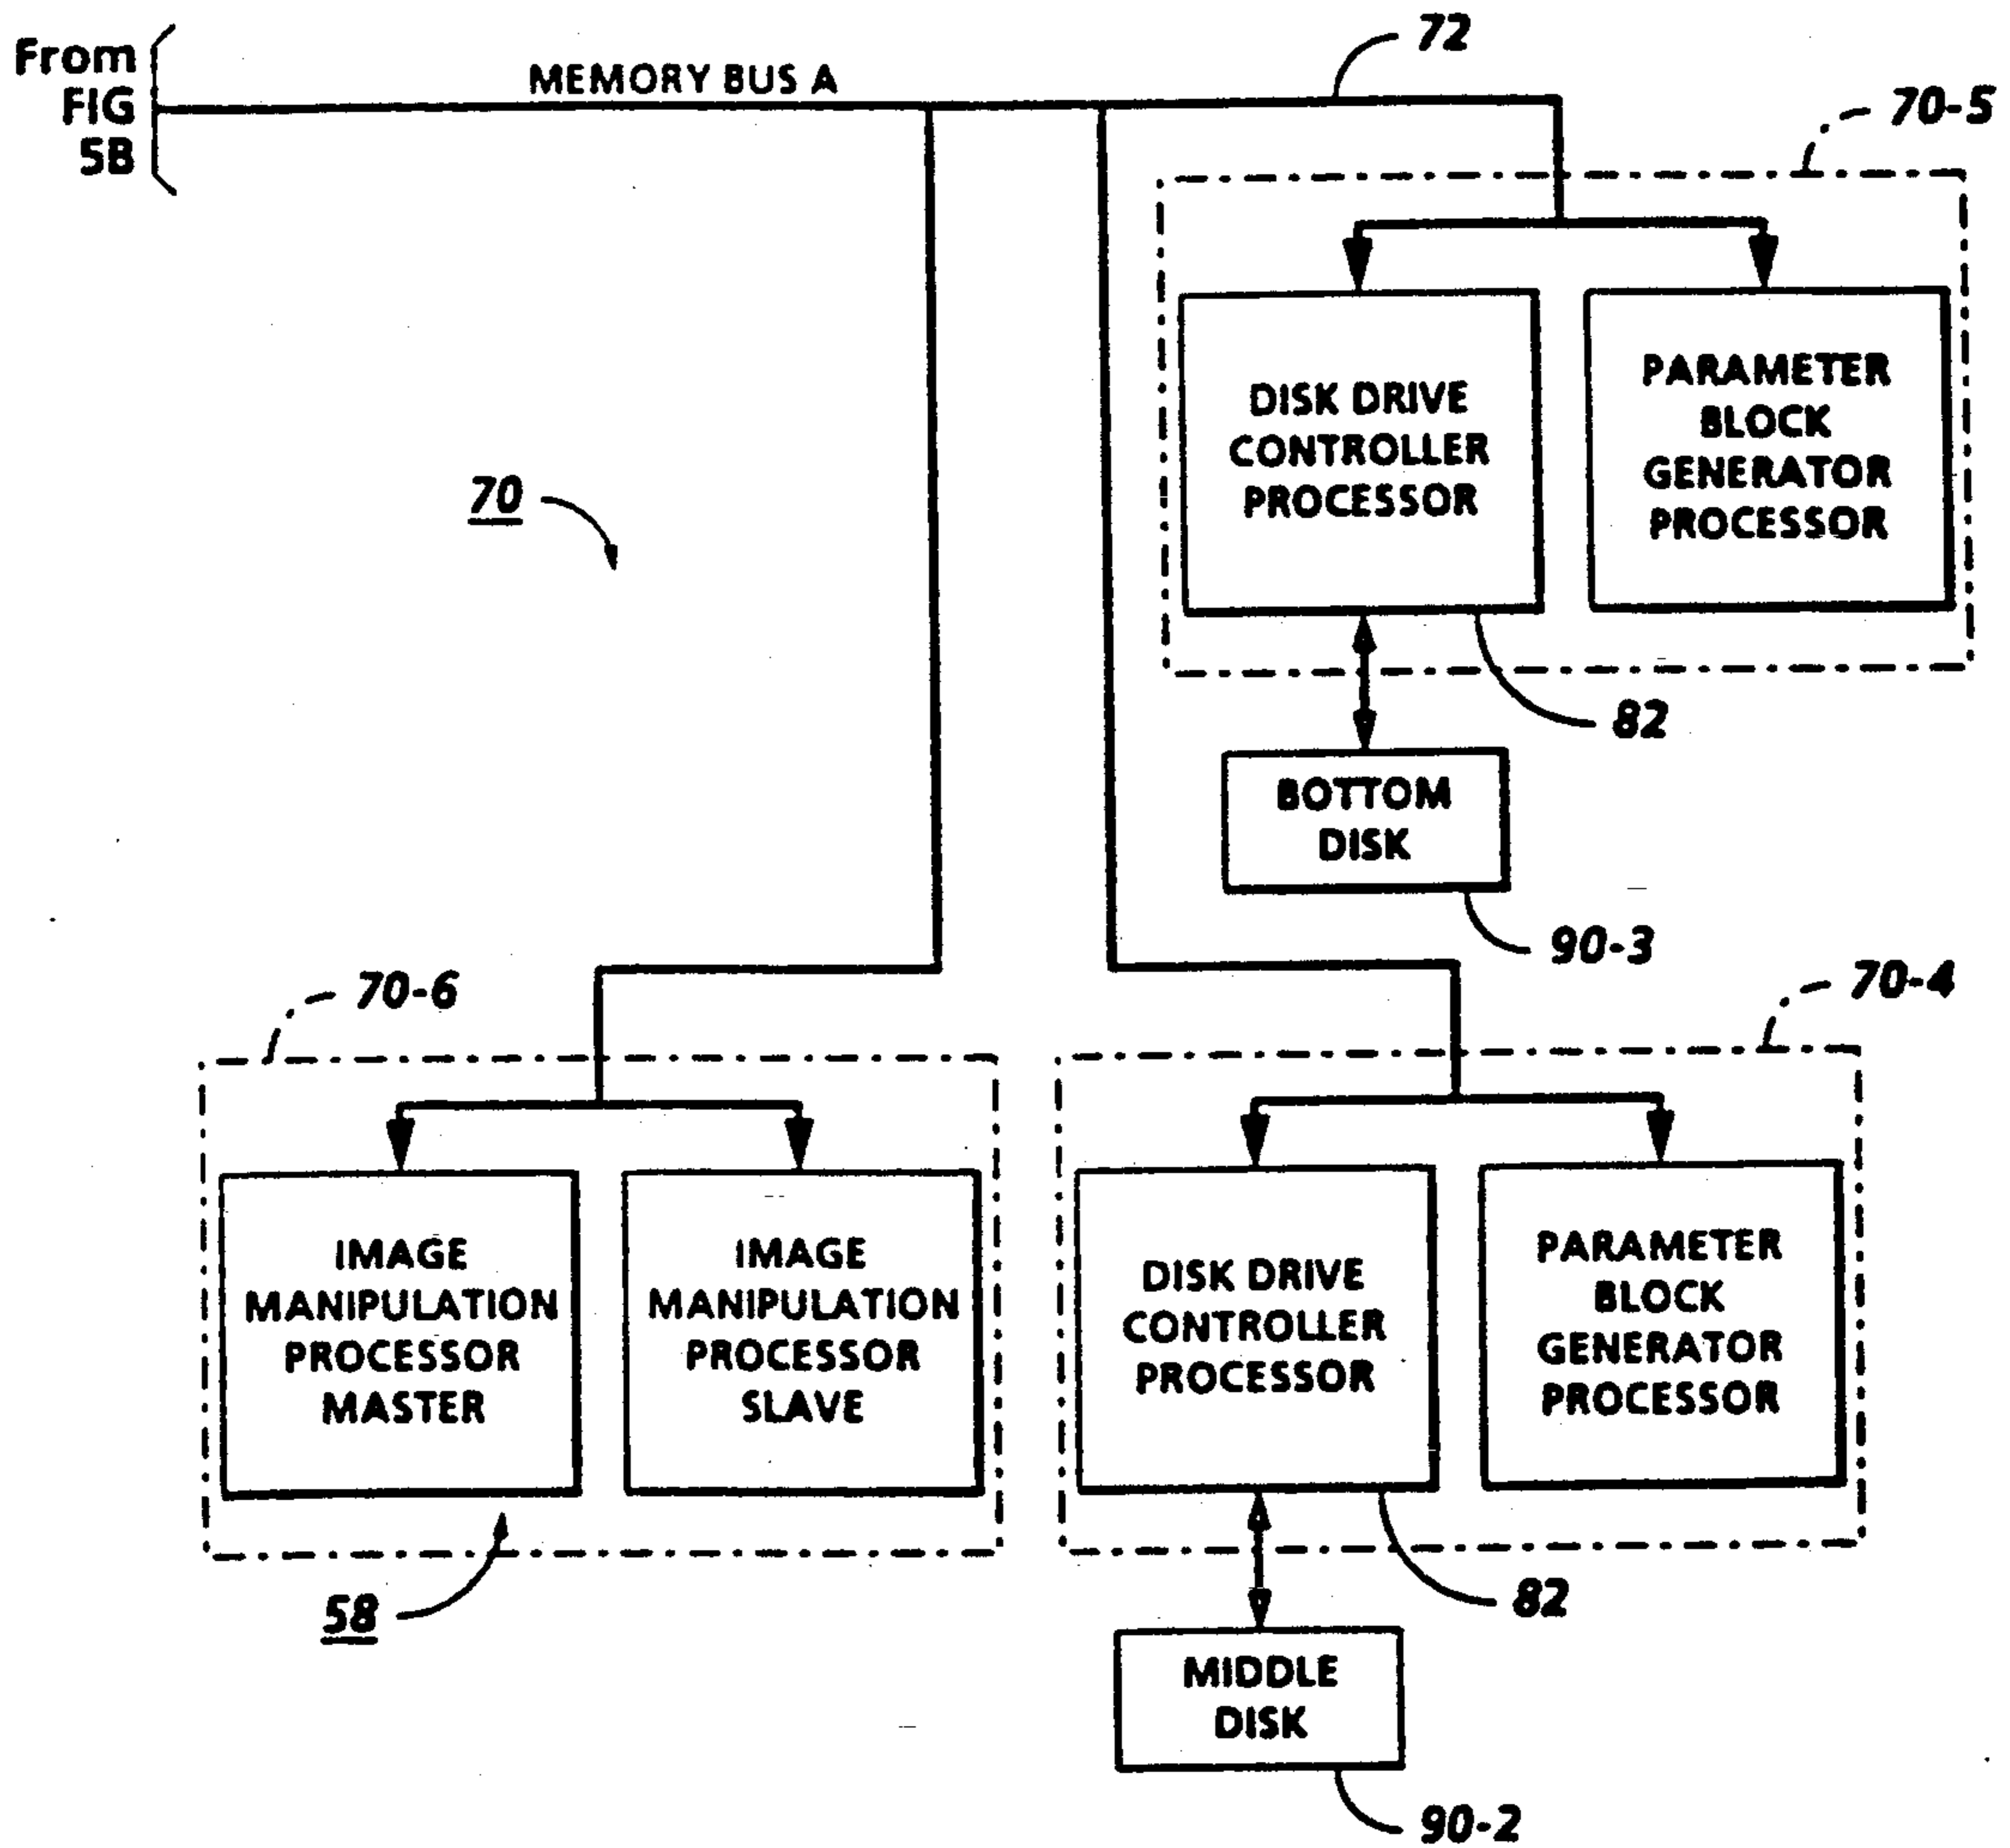 From
FIG
5B
MEMORY BUS A
72
70-5
DISK DRIVE
CONTROLLER
PROCESSOR
PARAMETER
BLOCK
GENERATOR
PROCESSOR
70
82
BOTTOM
DISK
90-3
70-6
70-4
IMAGE
MANIPULATION
PROCESSOR
MASTER
IMAGE
MANIPULATION
PROCESSOR
SLAVE
DISK DRIVE
CONTROLLER
PROCESSOR
PARAMETER
BLOCK
GENERATOR
PROCESSOR
58
82
MIDDLE
DISK
90-2